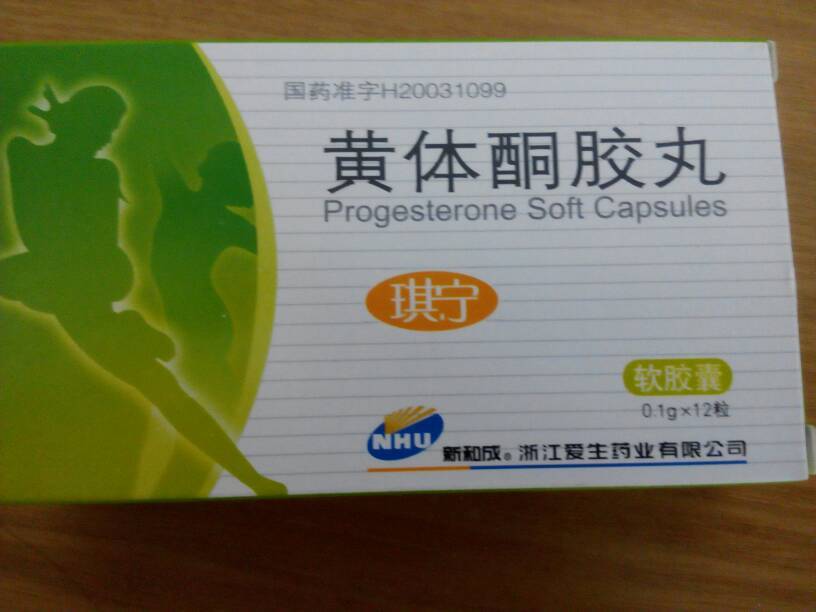 国药准字H20031099
黄体酮胶丸
Progesterone Soft Capsules
琪宁
软胶囊
0.1g×12粒
NHU 新和成® 浙江爱生药业有限公司